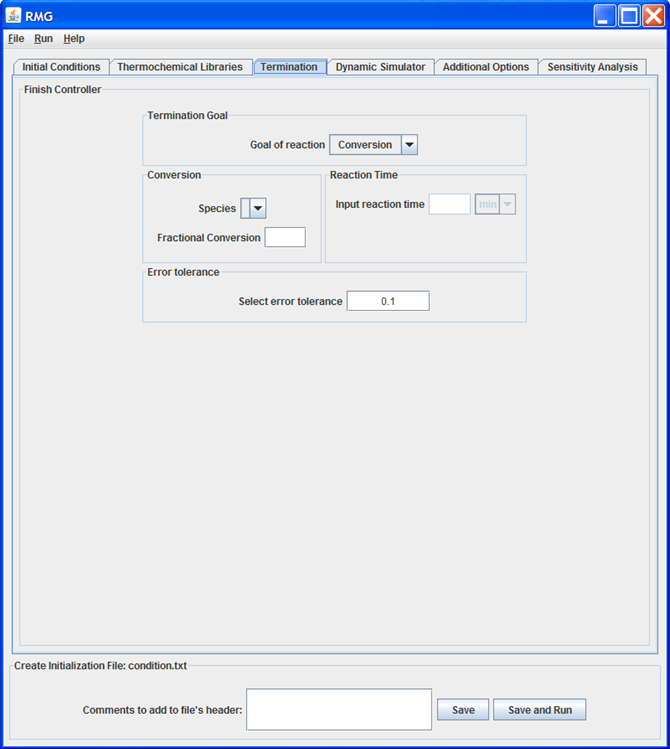 RMG
File Run Help
Initial Conditions Thermochemical Libraries Termination Dynamic Simulator Additional Options Sensitivity Analysis
Finish Controller
Termination Goal
Goal of reaction Conversion
Conversion Reaction Time
Species Input reaction time min
Fractional Conversion
Error tolerance
Select error tolerance 0.1
Create Initialization File: condition.txt
Comments to add to file's header: Save Save and Run